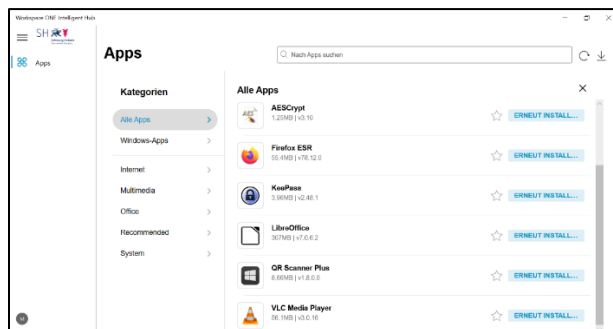 Workspace ONE Intelligent Hub
SH
Apps
Apps
Nach Apps suchen
Kategorien
Alle Apps
Windows-Apps
Internet
Multimedia
Office
Recommended
System
Alle Apps
AESCrypt
1.25MB | v3.10
ERNEUT INSTALL...
Firefox ESR
55.4MB | v78.12.0
ERNEUT INSTALL...
KeePass
3.98MB | v2.48.1
ERNEUT INSTALL...
LibreOffice
307MB | v7.0.6.2
ERNEUT INSTALL...
QR Scanner Plus
8.66MB | v1.8.0.0
ERNEUT INSTALL...
VLC Media Player
56.1MB | v3.0.16
ERNEUT INSTALL...
M